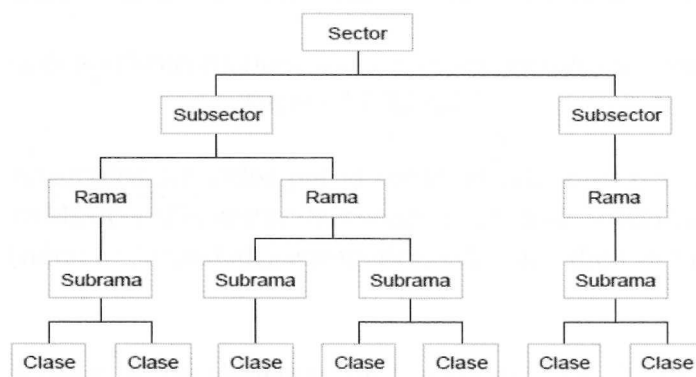 Sector
Subsector Subsector
Rama Rama Rama
Subrama Subrama Subrama Subrama
Clase Clase Clase Clase Clase Clase Clase